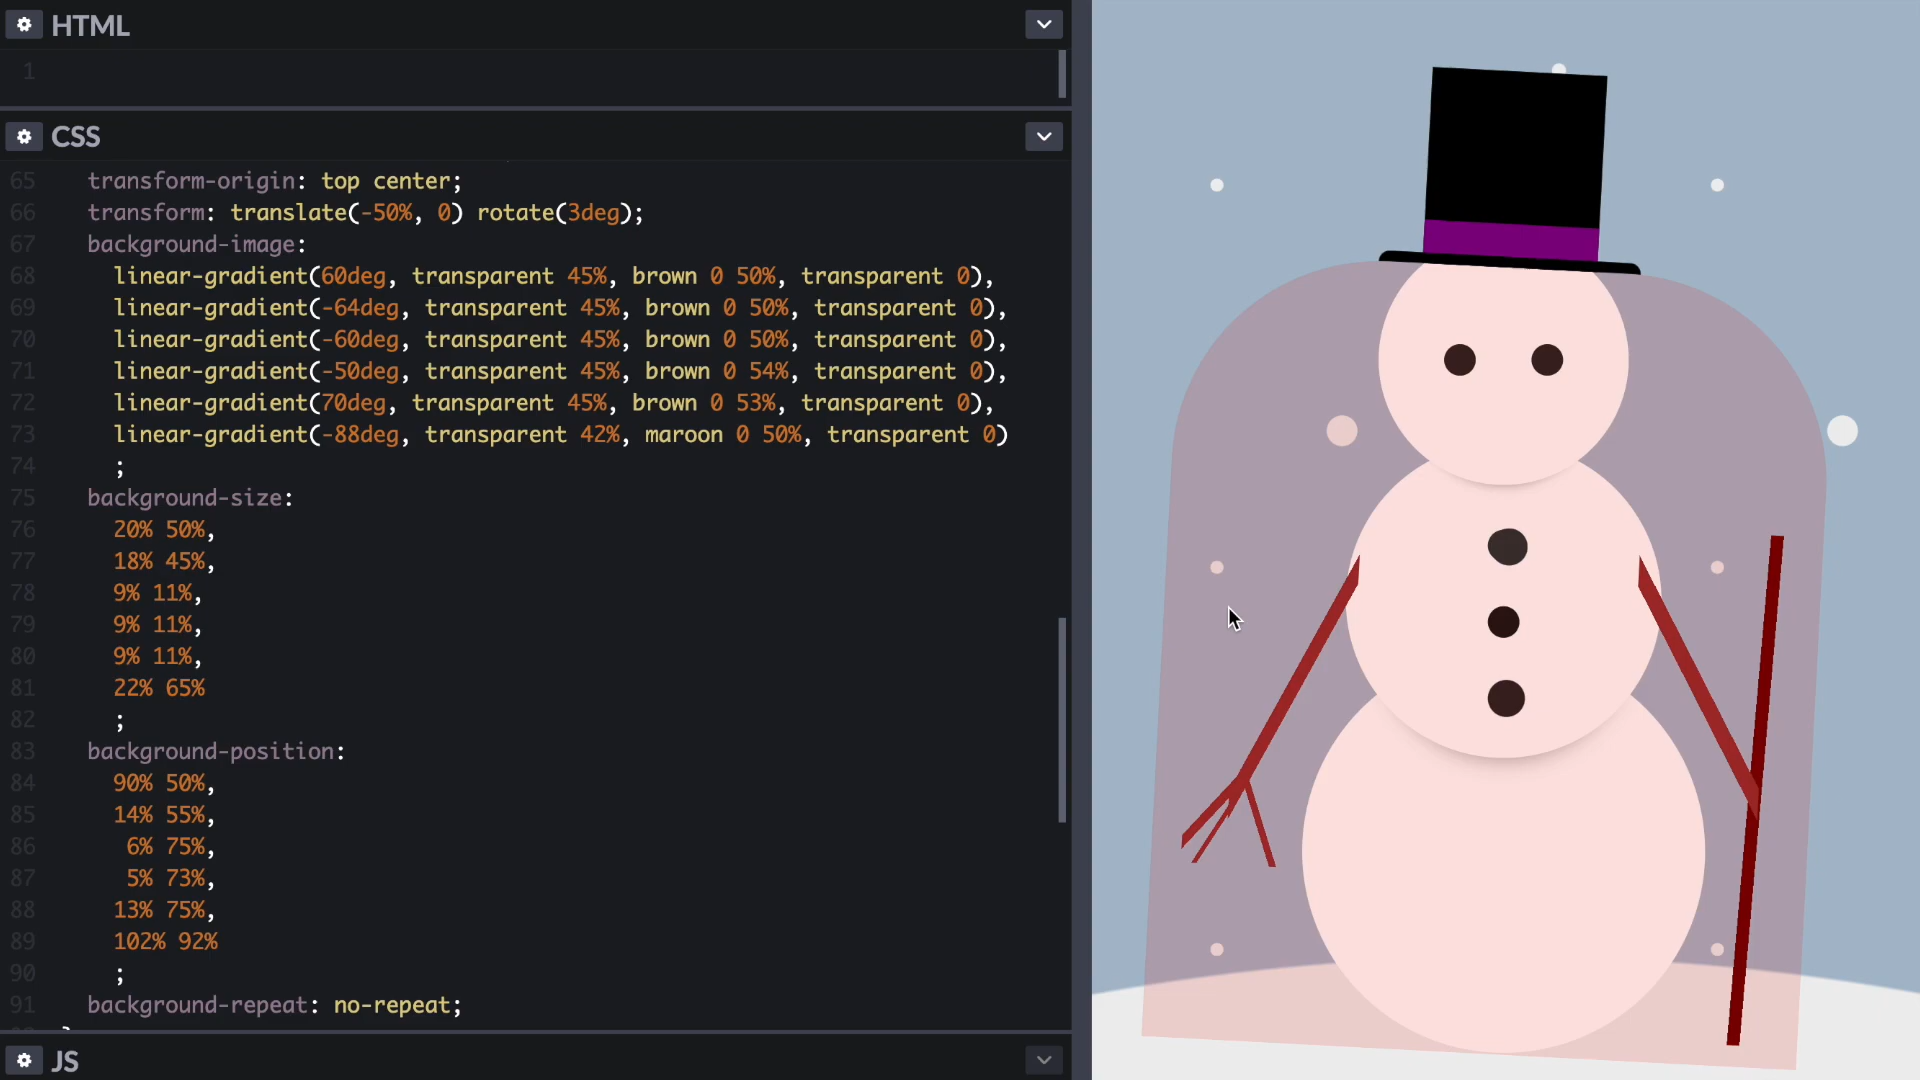 HTML
1
CSS
65 transform-origin: top center;
66 transform: translate(-50%, 0) rotate(3deg);
67 background-image:
68 linear-gradient(60deg, transparent 45%, brown 0 50%, transparent 0),
69 linear-gradient(-64deg, transparent 45%, brown 0 50%, transparent 0),
70 linear-gradient(-60deg, transparent 45%, brown 0 50%, transparent 0),
71 linear-gradient(-50deg, transparent 45%, brown 0 54%, transparent 0),
72 linear-gradient(70deg, transparent 45%, brown 0 53%, transparent 0),
73 linear-gradient(-88deg, transparent 42%, maroon 0 50%, transparent 0)
74 ;
75 background-size:
76 20% 50%,
77 18% 45%,
78 9% 11%,
79 9% 11%,
80 9% 11%,
81 22% 65%
82 ;
83 background-position:
84 90% 50%,
85 14% 55%,
86 6% 75%,
87 5% 73%,
88 13% 75%,
89 102% 92%
90 ;
91 background-repeat: no-repeat;
JS